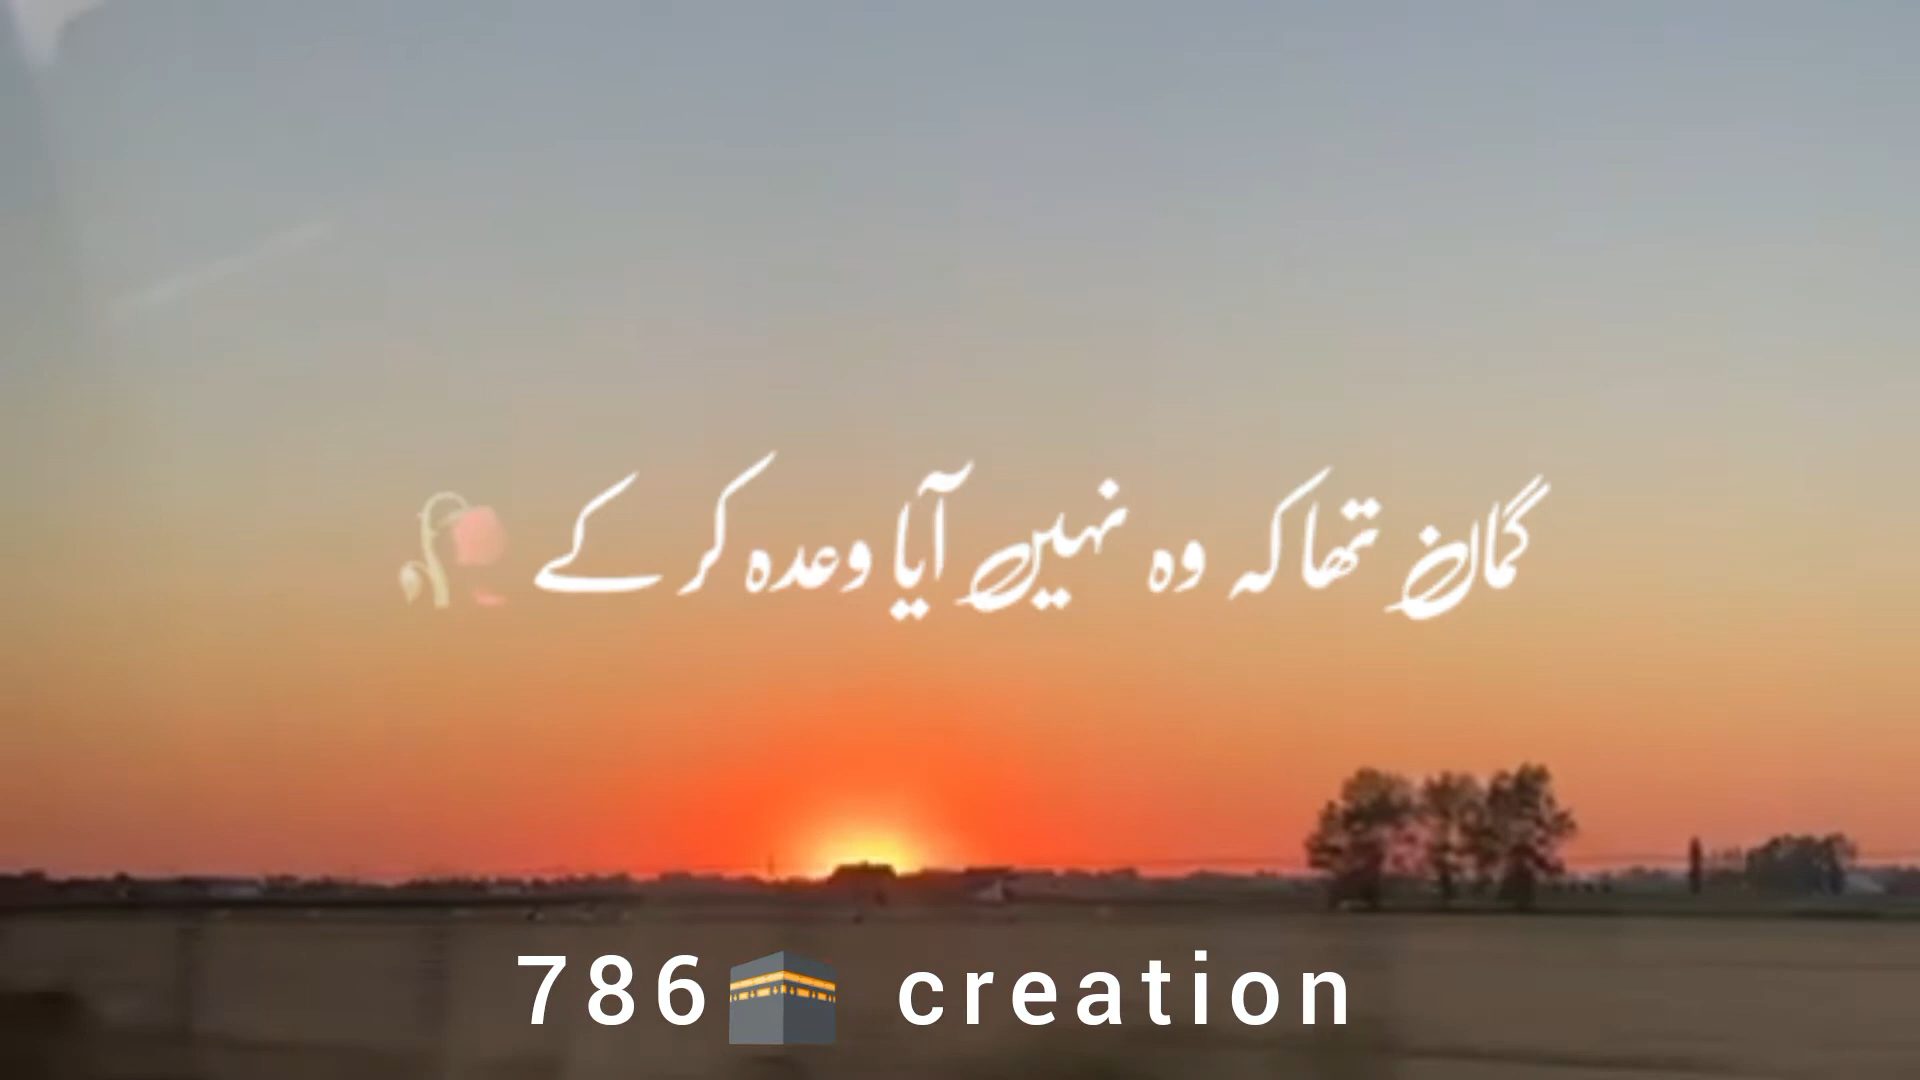 گمان تھا کہ وہ نہیں آیا وعدہ کر کے 🥀
786🕋 creation